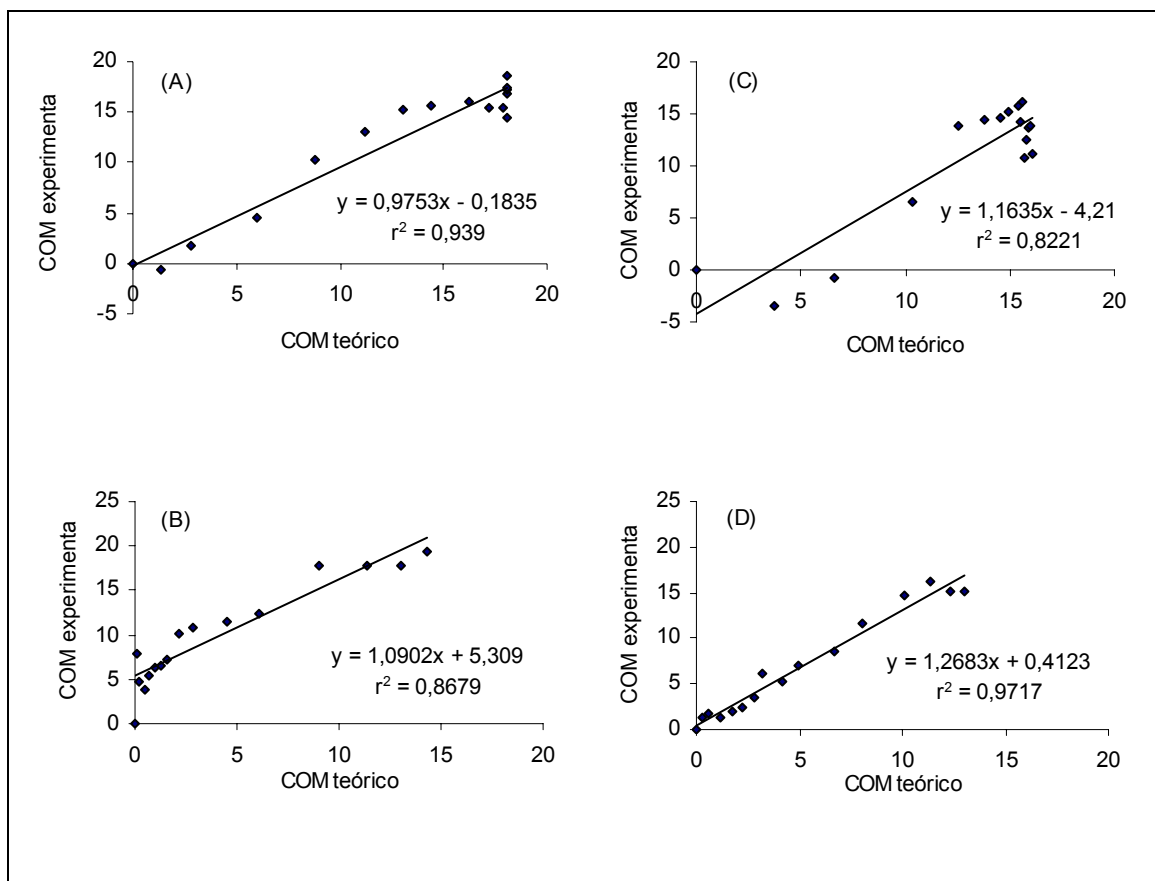 (A)
COM experimenta
20
15
10
5
0
-5
0
5
10
15
20
y = 0,9753x - 0,1835
r² = 0,939
COM teórico
(C)
COM experimenta
20
15
10
5
0
-5
0
5
10
15
20
y = 1,1635x - 4,21
r² = 0,8221
COM teórico
(B)
COM experimenta
25
20
15
10
5
0
0
5
10
15
20
y = 1,0902x + 5,309
r² = 0,8679
COM teórico
(D)
COM experimenta
25
20
15
10
5
0
0
5
10
15
20
y = 1,2683x + 0,4123
r² = 0,9717
COM teórico